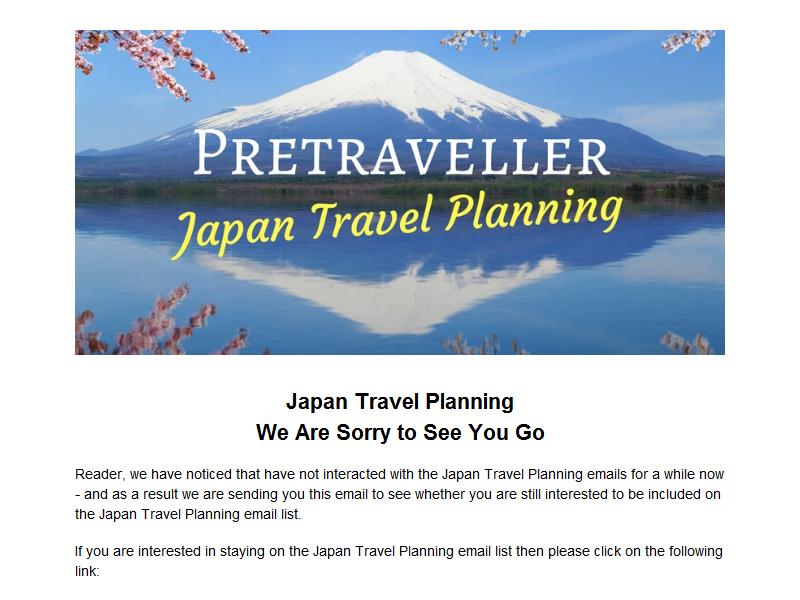 PRETRAVELLER
Japan Travel Planning
Japan Travel Planning
We Are Sorry to See You Go
Reader, we have noticed that have not interacted with the Japan Travel Planning emails for a while now
- and as a result we are sending you this email to see whether you are still interested to be included on
the Japan Travel Planning email list.
If you are interested in staying on the Japan Travel Planning email list then please click on the following
link: